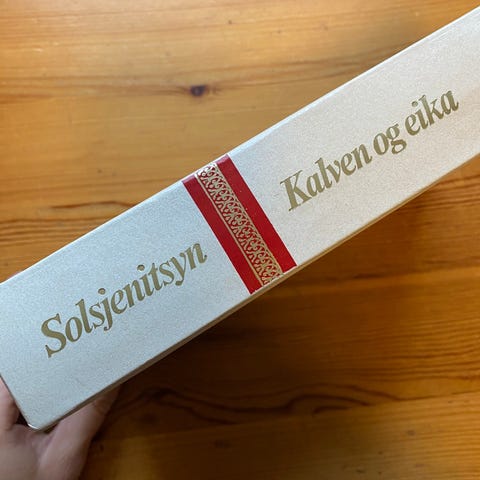 Solsjenitsyn
Kalven og eika